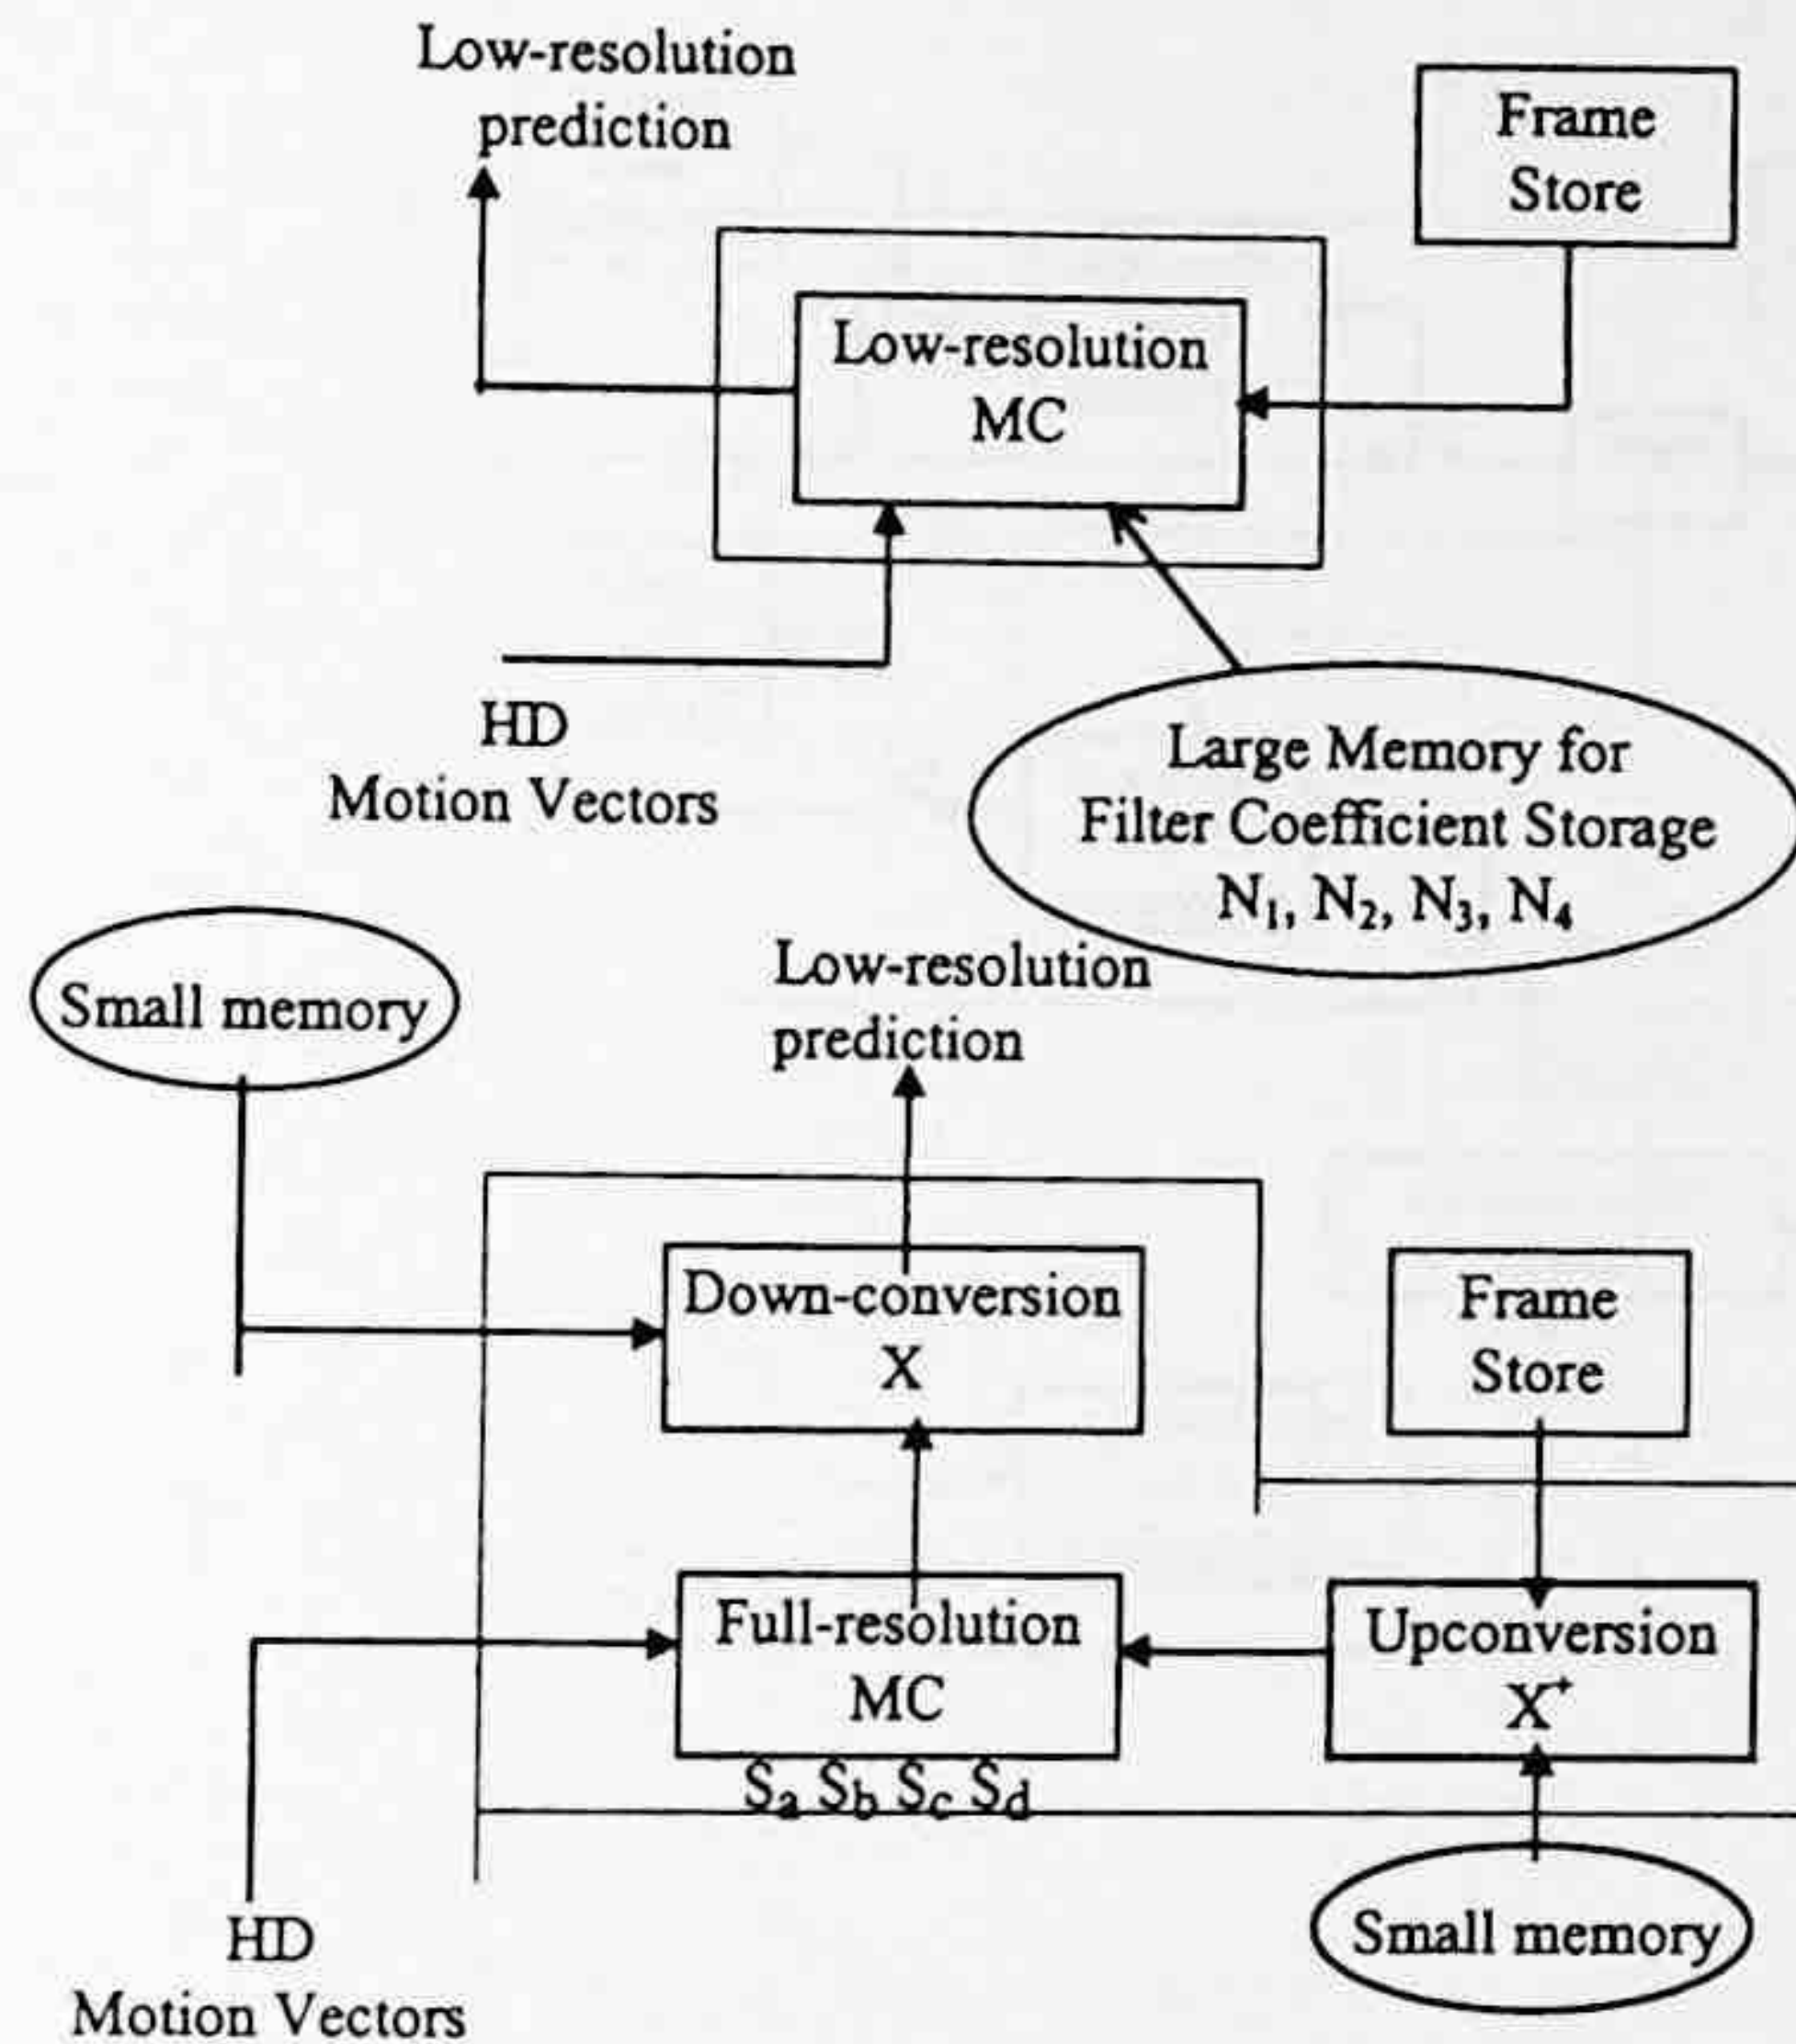 Low-resolution
prediction
Frame
Store
Low-resolution
MC
HD
Motion Vectors
Large Memory for
Filter Coefficient Storage
N₁, N₂, N₃, N₄
Small memory
Low-resolution
prediction
Down-conversion
X
Frame
Store
Full-resolution
MC
Sa Sb Sc Sd
Upconversion
X⁺
HD
Motion Vectors
Small memory